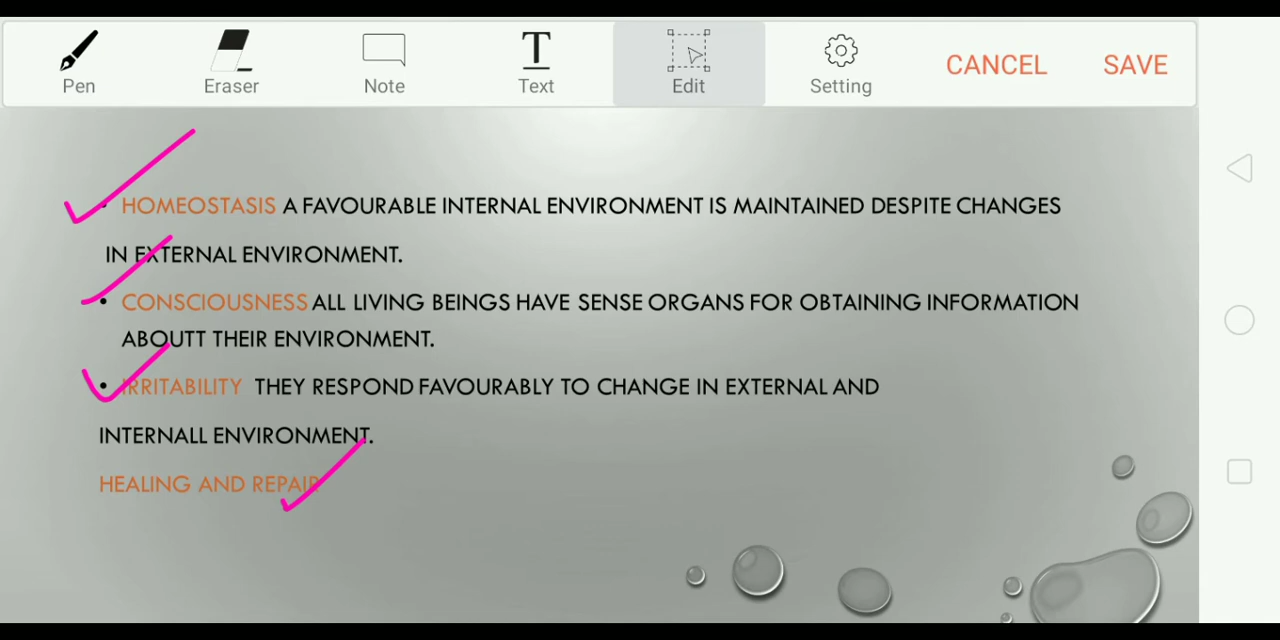 Pen Eraser Note Text Edit Setting CANCEL SAVE
• HOMEOSTASIS A FAVOURABLE INTERNAL ENVIRONMENT IS MAINTAINED DESPITE CHANGES
IN EXTERNAL ENVIRONMENT.
• CONSCIOUSNESS ALL LIVING BEINGS HAVE SENSE ORGANS FOR OBTAINING INFORMATION
ABOUTT THEIR ENVIRONMENT.
• IRRITABILITY THEY RESPOND FAVOURABLY TO CHANGE IN EXTERNAL AND
INTERNALL ENVIRONMENT.
HEALING AND REPAIR